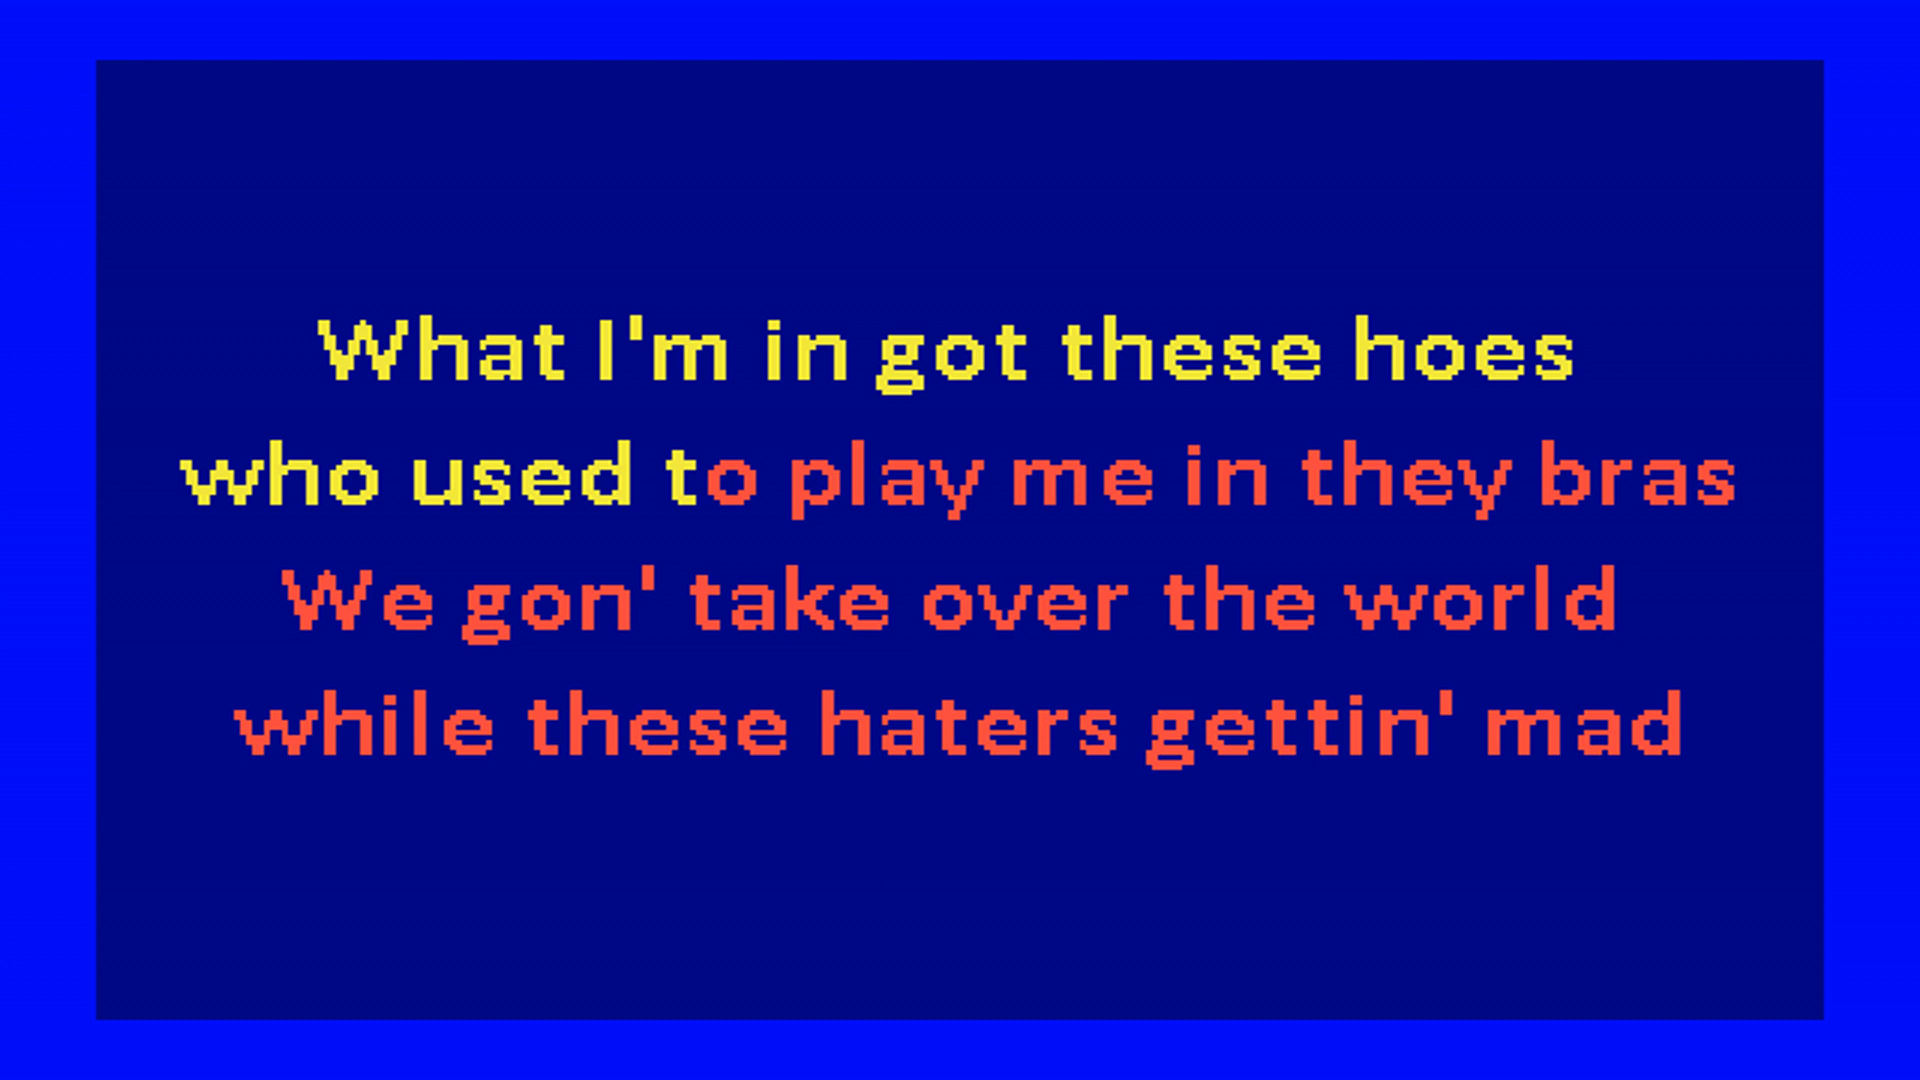 What I'm in got these hoes
who used to play me in they bras
We gon' take over the world
while these haters gettin' mad